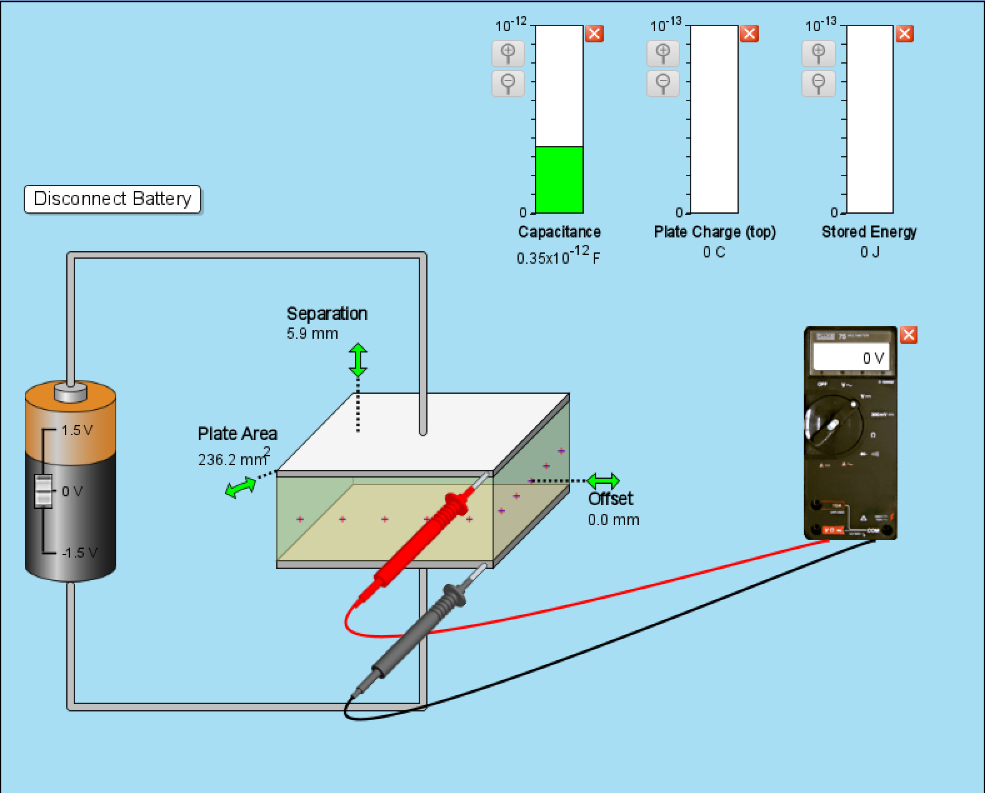 10-12
10-13
10-13
0
0
0
Capacitance
0.35x10-12 F
Plate Charge (top)
0 C
Stored Energy
0 J
Disconnect Battery
Separation
5.9 mm
Plate Area
236.2 mm2
Offset
0.0 mm
1.5 V
0 V
-1.5 V
0 V
OFF
COM